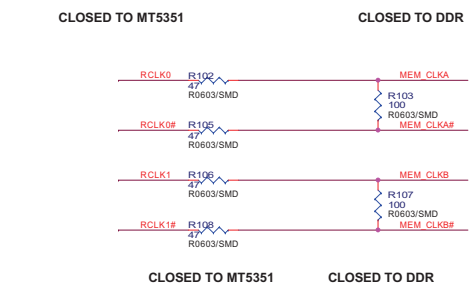 CLOSED TO MT5351 CLOSED TO DDR
RCLK0 R102 MEM_CLKA
47
R0603/SMD
R103
100
R0603/SMD
RCLK0# R105 MEM_CLKA#
47
R0603/SMD
RCLK1 R106 MEM_CLKB
47
R0603/SMD
R107
100
R0603/SMD
RCLK1# R108 MEM_CLKB#
47
R0603/SMD
CLOSED TO MT5351 CLOSED TO DDR